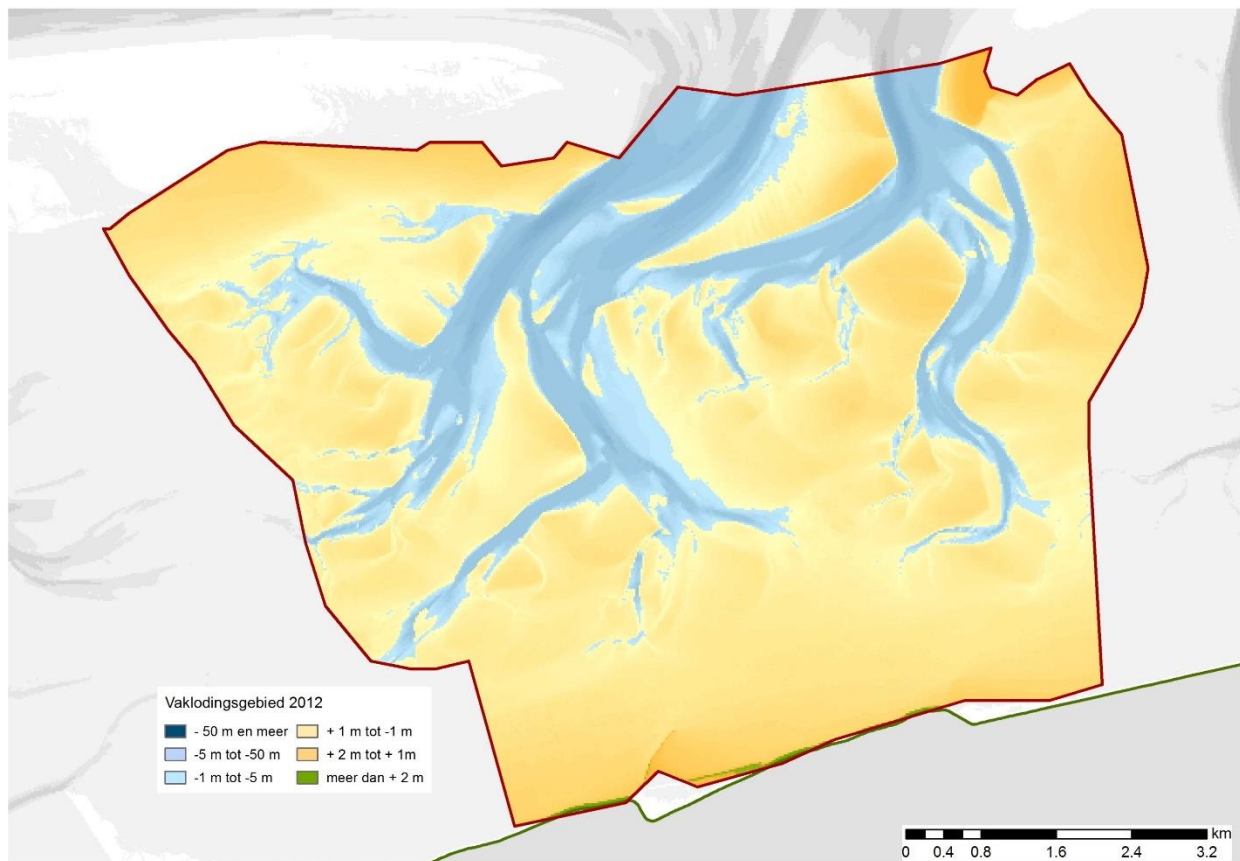 Vaklodingsgebied 2012
- 50 m en meer
+ 1 m tot -1 m
-5 m tot -50 m
+ 2 m tot + 1m
-1 m tot -5 m
meer dan + 2 m
km
0 0.4 0.8 1.6 2.4 3.2